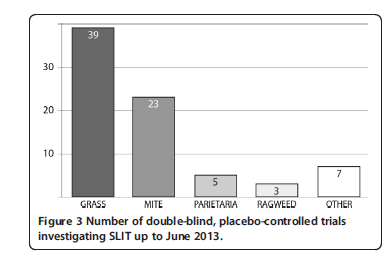 39
30
23
20
10
5
3
7
GRASS
MITE
PARIETARIA
RAGWEED
OTHER
Figure 3 Number of double-blind, placebo-controlled trials
investigating SLIT up to June 2013.